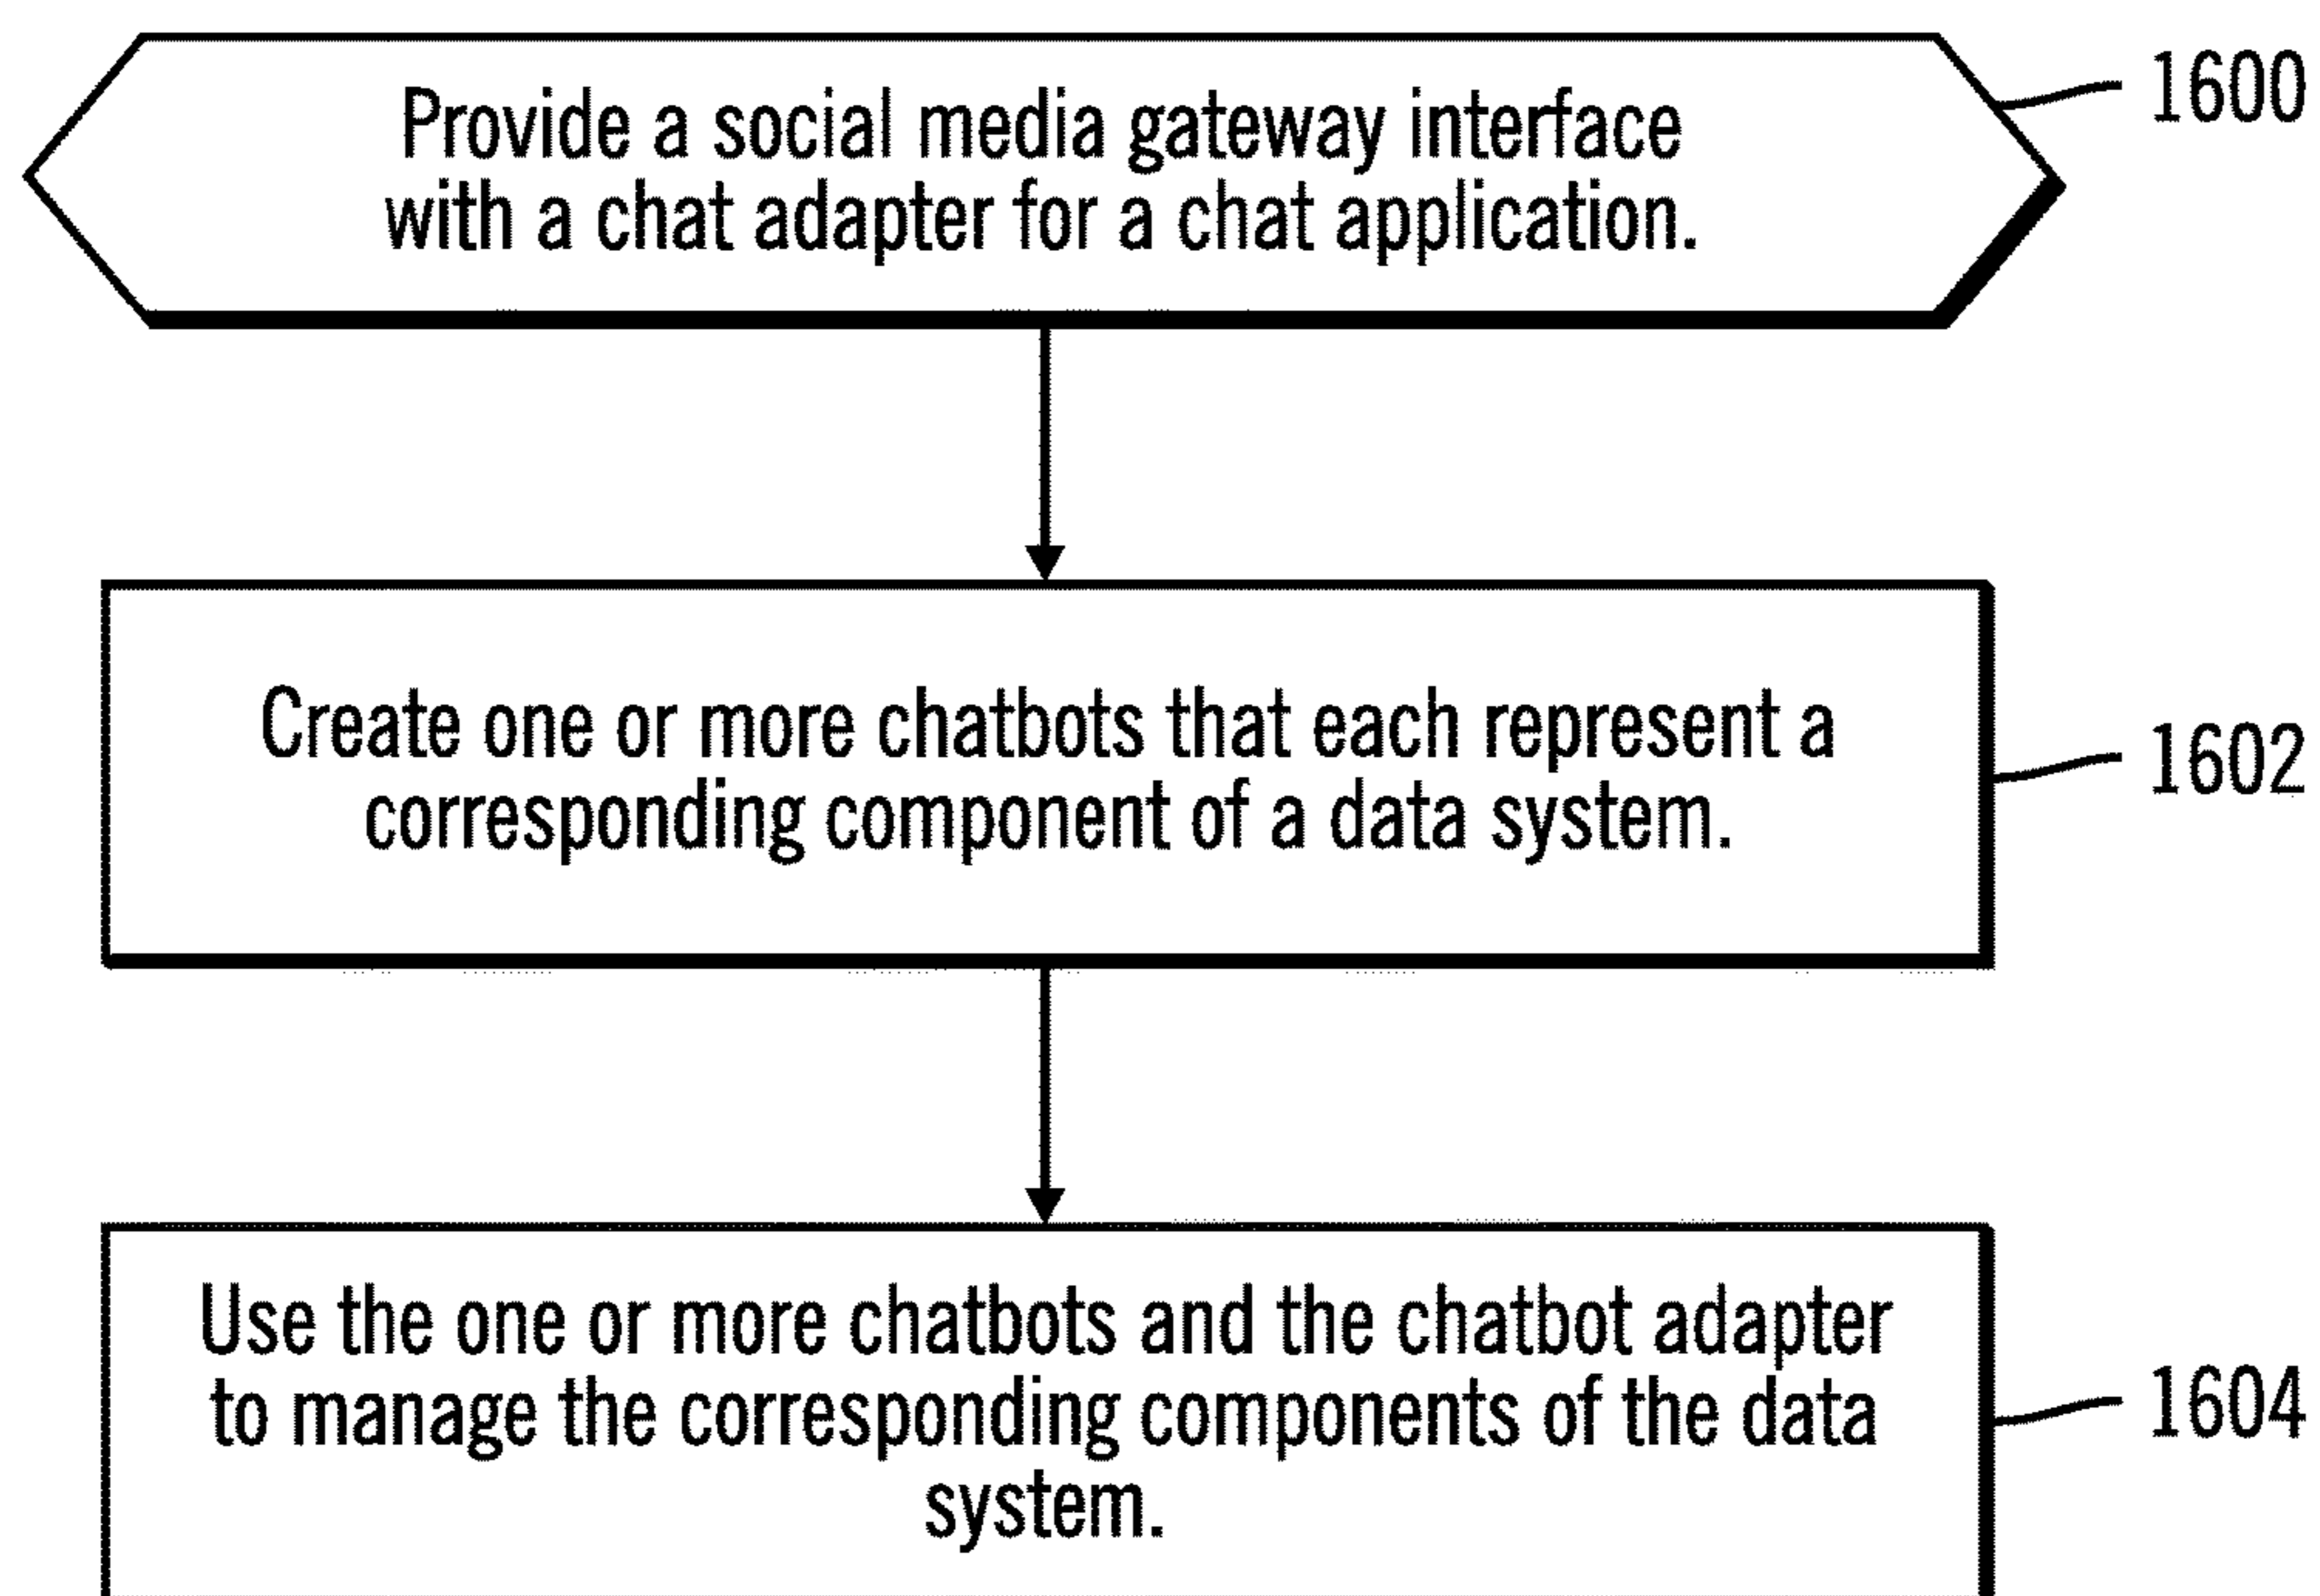 Provide a social media gateway interface
with a chat adapter for a chat application.
1600
Create one or more chatbots that each represent a
corresponding component of a data system.
1602
Use the one or more chatbots and the chatbot adapter
to manage the corresponding components of the data
system.
1604